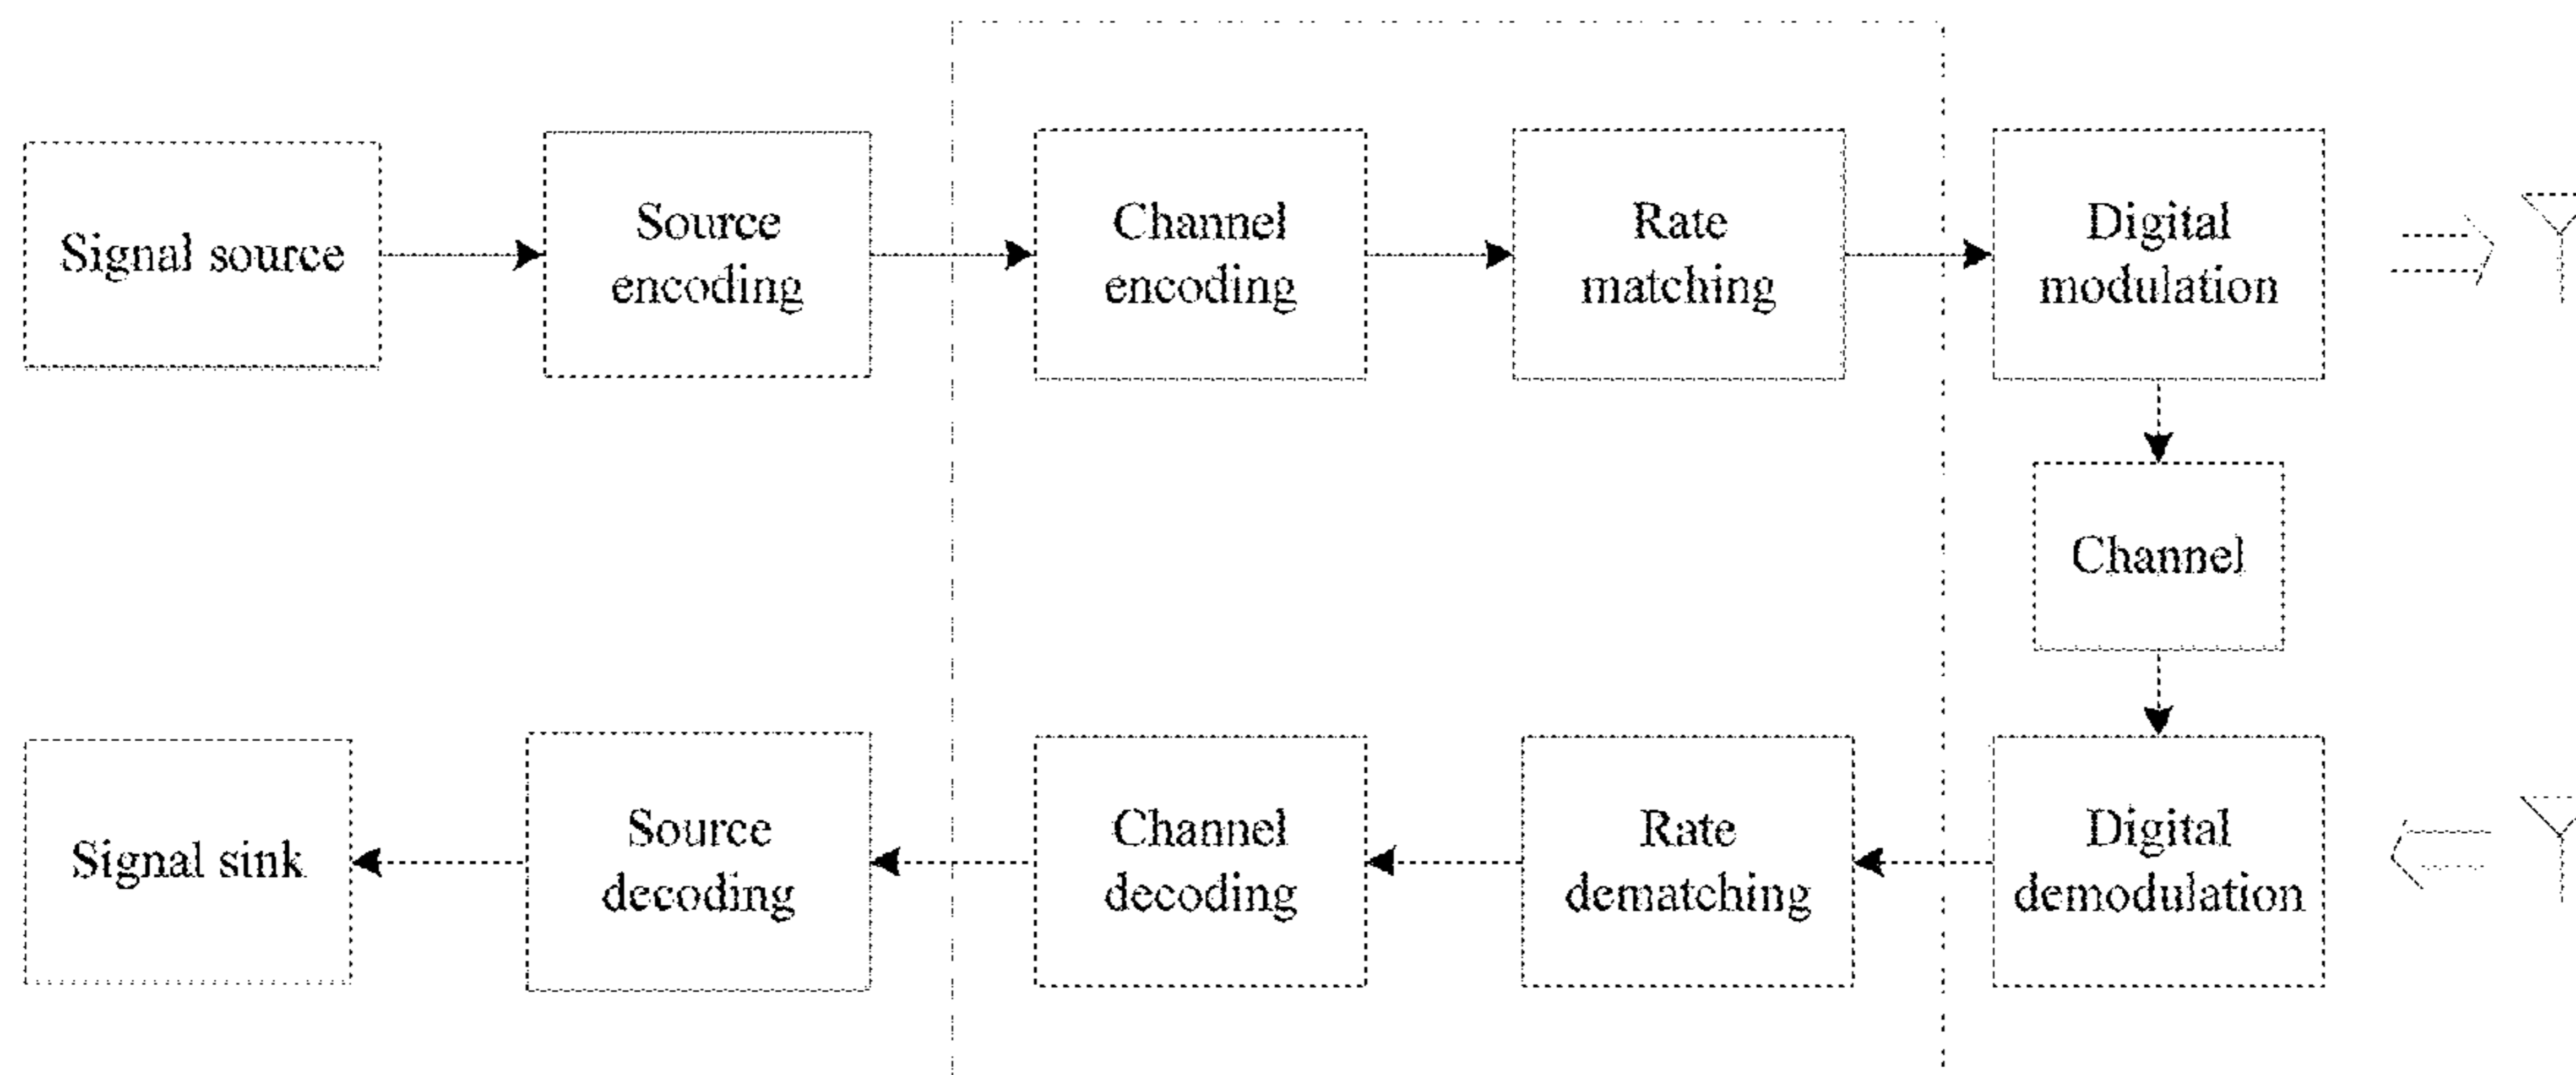 Signal source
Source
encoding
Channel
encoding
Rate
matching
Digital
modulation
Channel
Signal sink
Source
decoding
Channel
decoding
Rate
dematching
Digital
demodulation